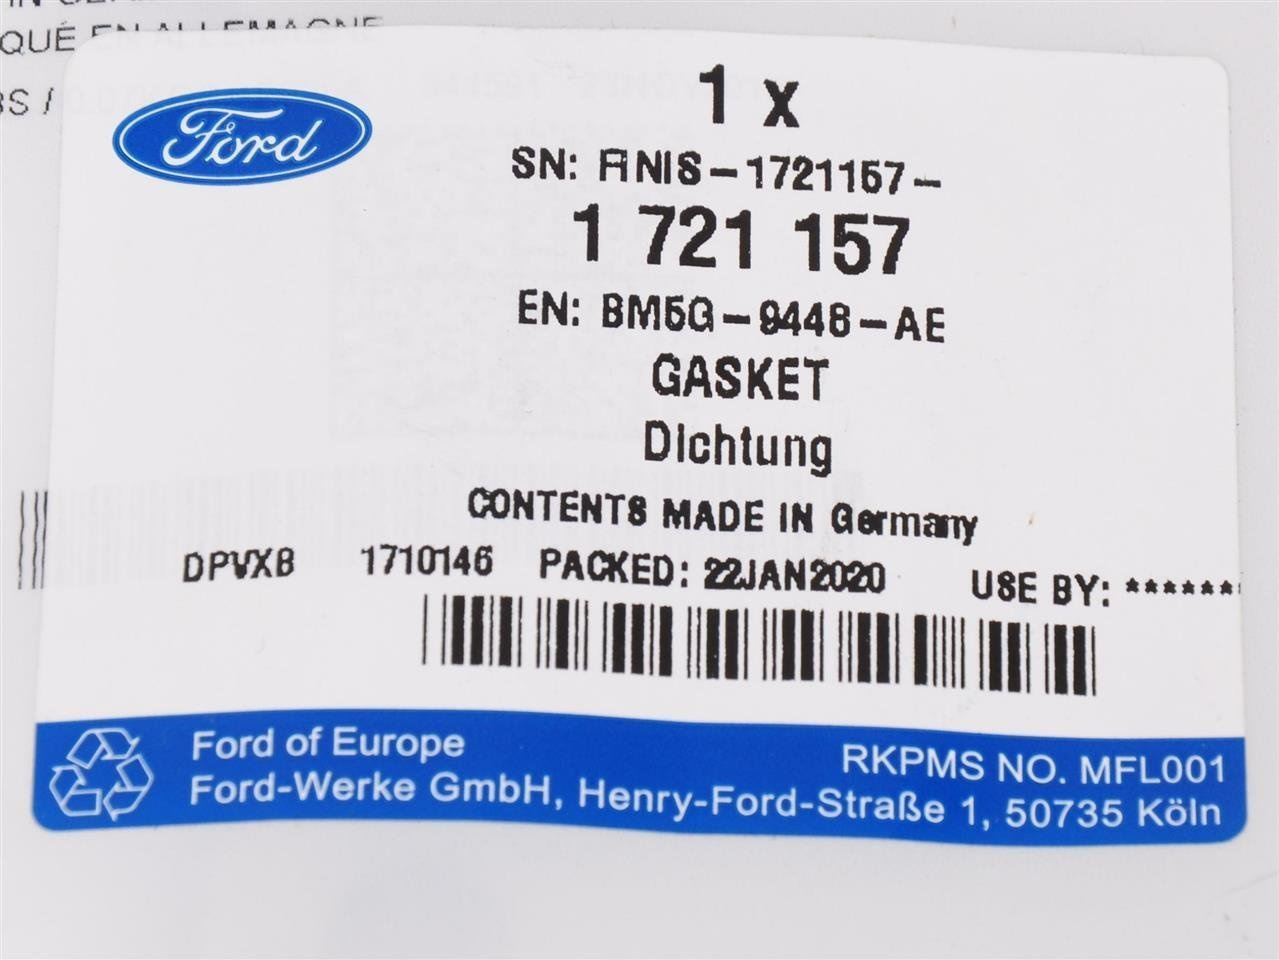 QUÉ EN ALLEMAGNE
BS /
Ford
1 x
SN: FINIS-1721157-
1 721 157
EN: BM5G-9448-AE
GASKET
Dichtung
CONTENTS MADE IN Germany
DPVXB 1710146 PACKED: 22JAN2020 USE BY: *******
Ford of Europe
RKPMS NO. MFL001
Ford-Werke GmbH, Henry-Ford-Straße 1, 50735 Köln